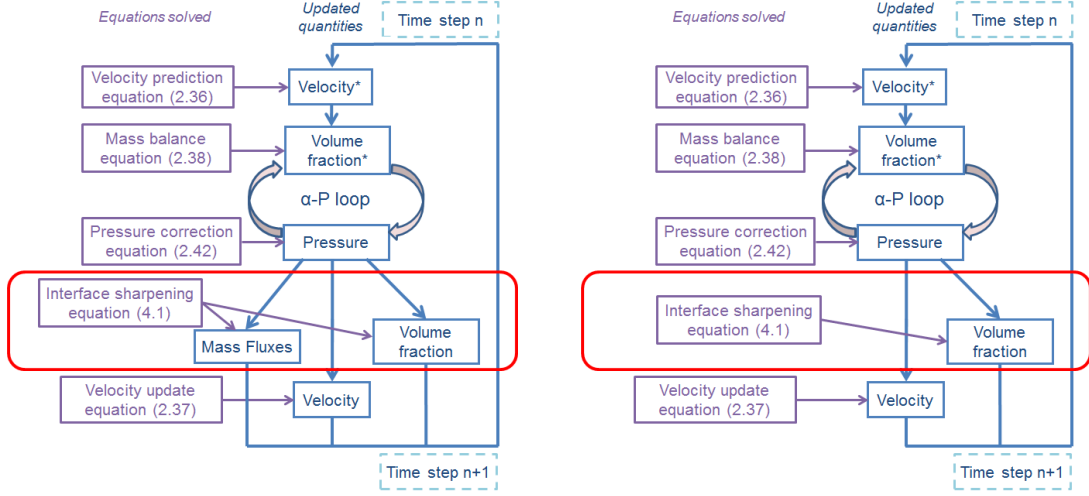 Equations solved
Updated
quantities
Time step n
Velocity prediction
equation (2.36)
Velocity*
Mass balance
equation (2.38)
Volume
fraction*
α-P loop
Pressure correction
equation (2.42)
Pressure
Interface sharpening
equation (4.1)
Mass Fluxes
Volume
fraction
Velocity update
equation (2.37)
Velocity
Time step n+1
Equations solved
Updated
quantities
Time step n
Velocity prediction
equation (2.36)
Velocity*
Mass balance
equation (2.38)
Volume
fraction*
α-P loop
Pressure correction
equation (2.42)
Pressure
Interface sharpening
equation (4.1)
Volume
fraction
Velocity update
equation (2.37)
Velocity
Time step n+1